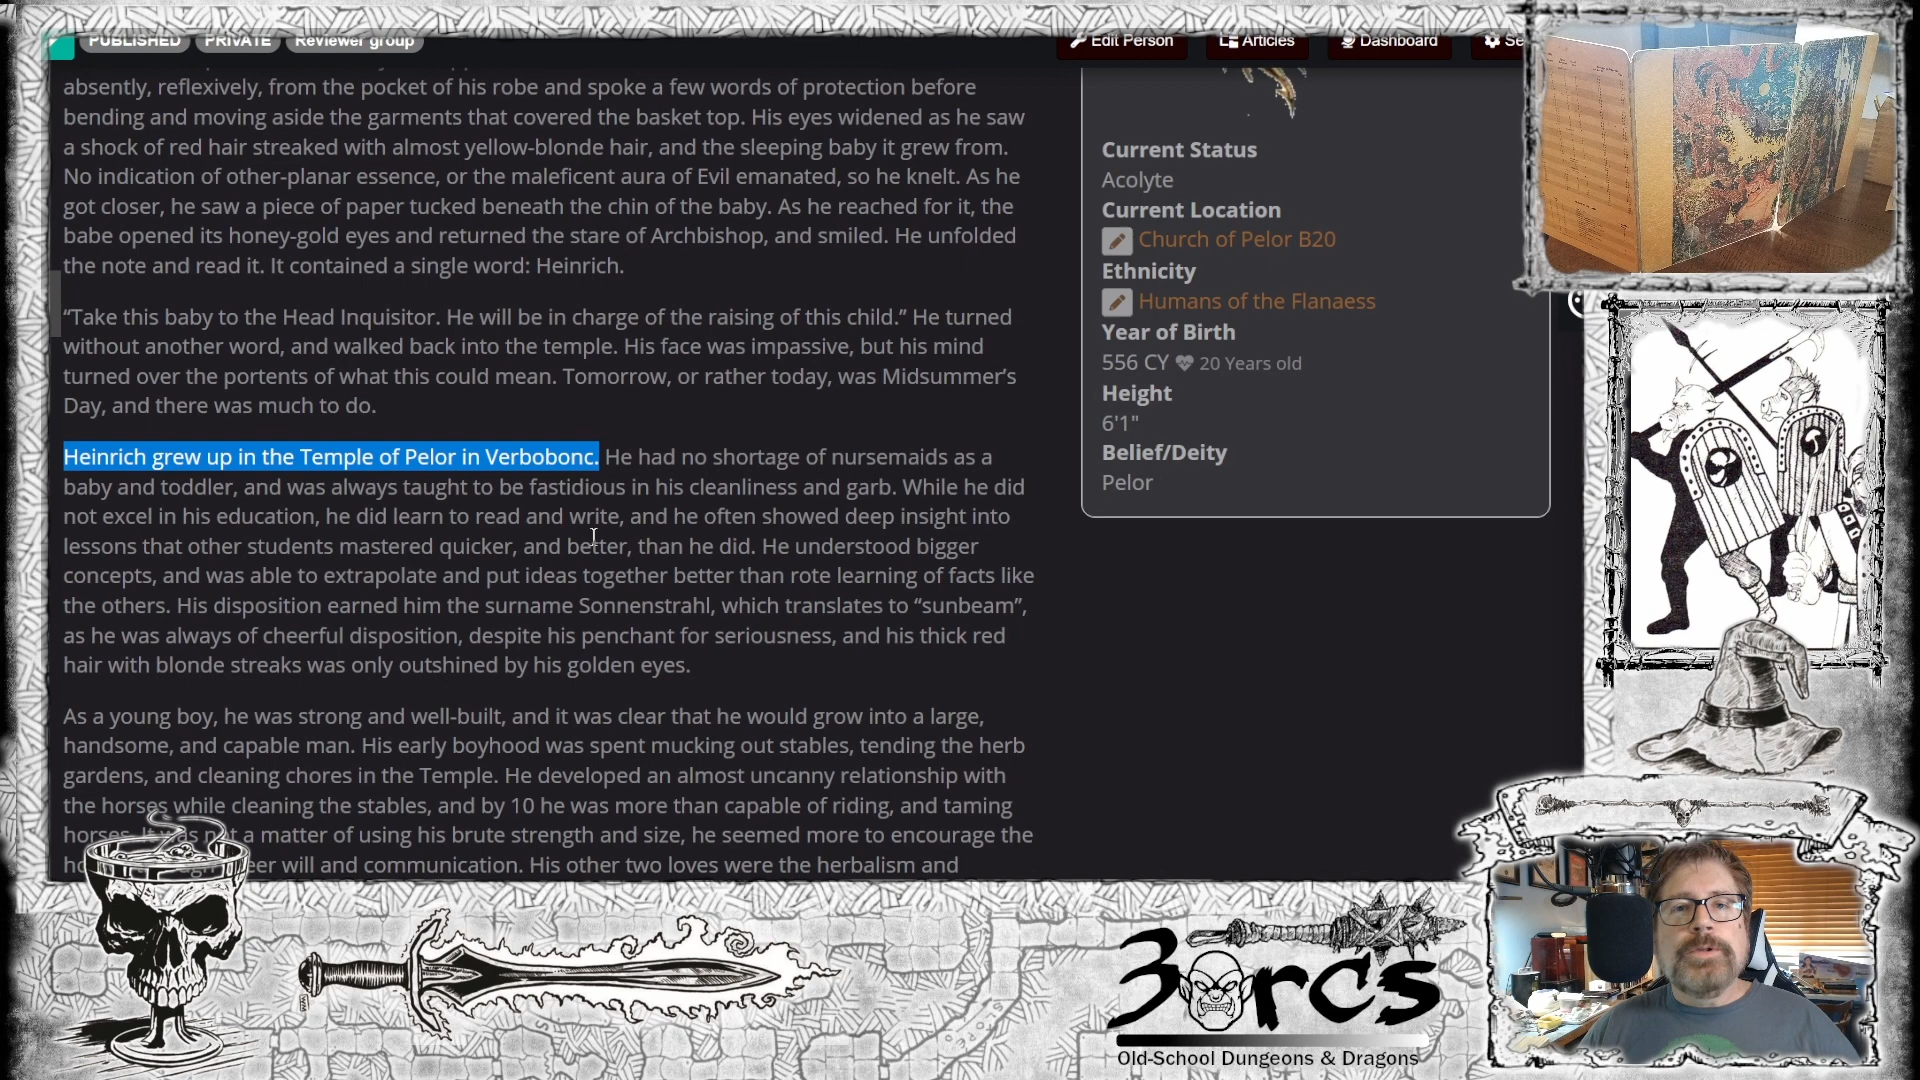 PUBLISHED PRIVATE Reviewer group
Edit Person Articles Dashboard
absently, reflexively, from the pocket of his robe and spoke a few words of protection before
bending and moving aside the garments that covered the basket top. His eyes widened as he saw
a shock of red hair streaked with almost yellow-blonde hair, and the sleeping baby it grew from.
No indication of other-planar essence, or the maleficent aura of Evil emanated, so he knelt. As he
got closer, he saw a piece of paper tucked beneath the chin of the baby. As he reached for it, the
babe opened its honey-gold eyes and returned the stare of Archbishop, and smiled. He unfolded
the note and read it. It contained a single word: Heinrich.
“Take this baby to the Head Inquisitor. He will be in charge of the raising of this child.” He turned
without another word, and walked back into the temple. His face was impassive, but his mind
turned over the portents of what this could mean. Tomorrow, or rather today, was Midsummer’s
Day, and there was much to do.
Heinrich grew up in the Temple of Pelor in Verbobonc. He had no shortage of nursemaids as a
baby and toddler, and was always taught to be fastidious in his cleanliness and garb. While he did
not excel in his education, he did learn to read and write, and he often showed deep insight into
lessons that other students mastered quicker, and better, than he did. He understood bigger
concepts, and was able to extrapolate and put ideas together better than rote learning of facts like
the others. His disposition earned him the surname Sonnenstrahl, which translates to “sunbeam”,
as he was always of cheerful disposition, despite his penchant for seriousness, and his thick red
hair with blonde streaks was only outshined by his golden eyes.
As a young boy, he was strong and well-built, and it was clear that he would grow into a large,
handsome, and capable man. His early boyhood was spent mucking out stables, tending the herb
gardens, and cleaning chores in the Temple. He developed an almost uncanny relationship with
the horses while cleaning the stables, and by 10 he was more than capable of riding, and taming
horses. It was not a matter of using his brute strength and size, he seemed more to encourage the
will and communication. His other two loves were the herbalism and
Current Status
Acolyte
Current Location
Church of Pelor B20
Ethnicity
Humans of the Flanaess
Year of Birth
556 CY 20 Years old
Height
6'1"
Belief/Deity
Pelor
3 orcs
Old-School Dungeons & Dragons